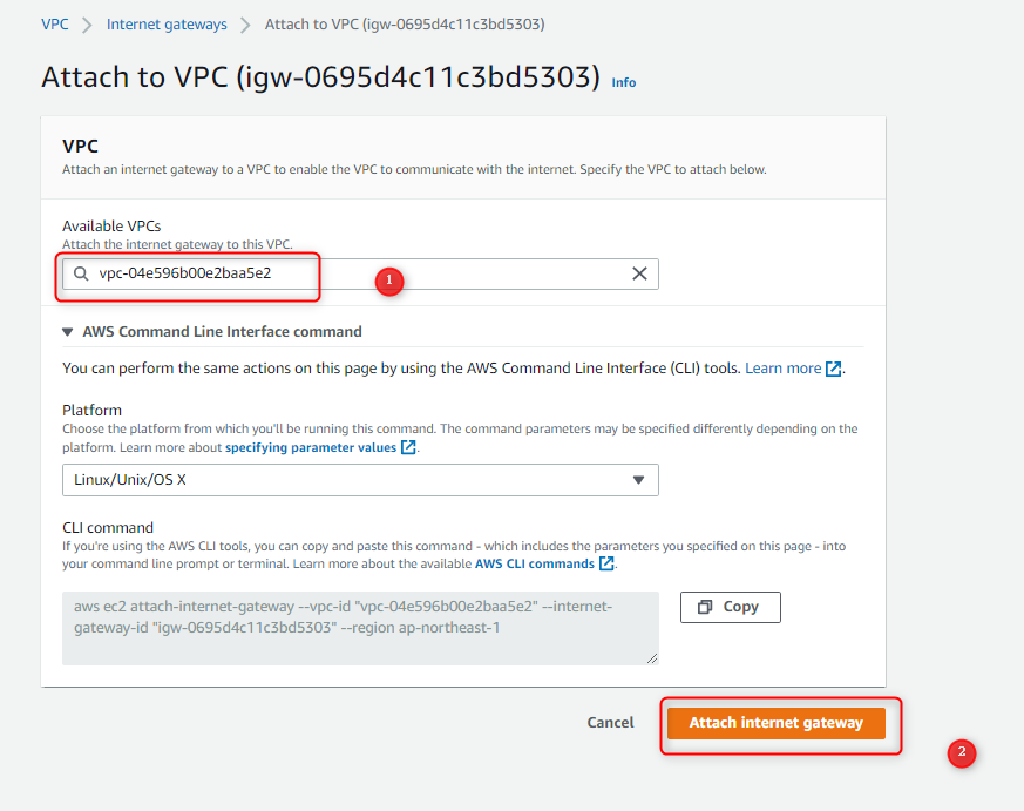 VPC > Internet gateways > Attach to VPC (igw-0695d4c11c3bd5303)
Attach to VPC (igw-0695d4c11c3bd5303) Info
VPC
Attach an internet gateway to a VPC to enable the VPC to communicate with the internet. Specify the VPC to attach below.
Available VPCs
Attach the internet gateway to this VPC.
vpc-04e596b00e2baa5e2
1
AWS Command Line Interface command
You can perform the same actions on this page by using the AWS Command Line Interface (CLI) tools. Learn more.
Platform
Choose the platform from which you'll be running this command. The command parameters may be specified differently depending on the
platform. Learn more about specifying parameter values.
Linux/Unix/OS X
CLI command
If you're using the AWS CLI tools, you can copy and paste this command - which includes the parameters you specified on this page - into
your command line prompt or terminal. Learn more about the available AWS CLI commands.
aws ec2 attach-internet-gateway --vpc-id "vpc-04e596b00e2baa5e2" --internet-
gateway-id "igw-0695d4c11c3bd5303" --region ap-northeast-1
Copy
Cancel
Attach internet gateway
2